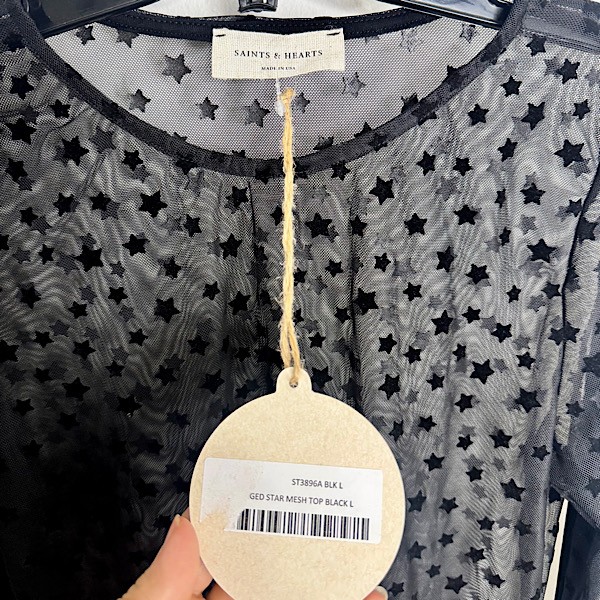 SAINTS & HEARTS
MADE IN USA
ST3896A BLK L
GED STAR MESH TOP BLACK L